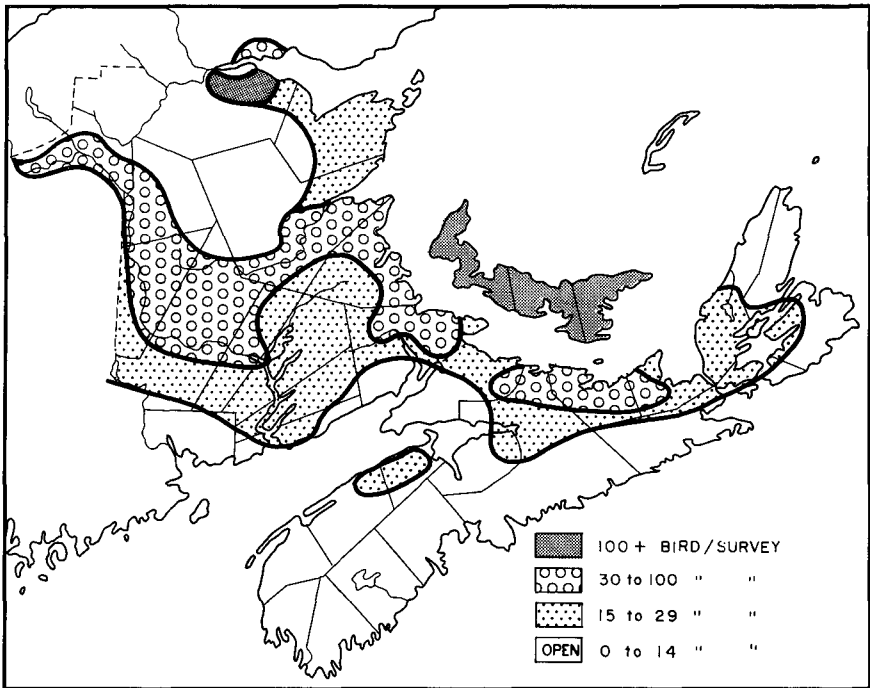 100 + BIRD / SURVEY
30 to 100 " "
15 to 29 " "
OPEN 0 to 14 " "